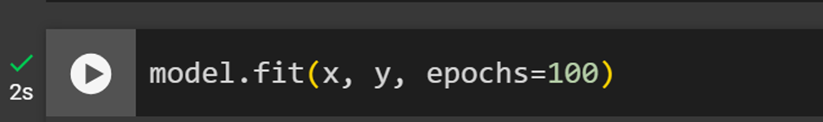 model.fit(x, y, epochs=100)
2s